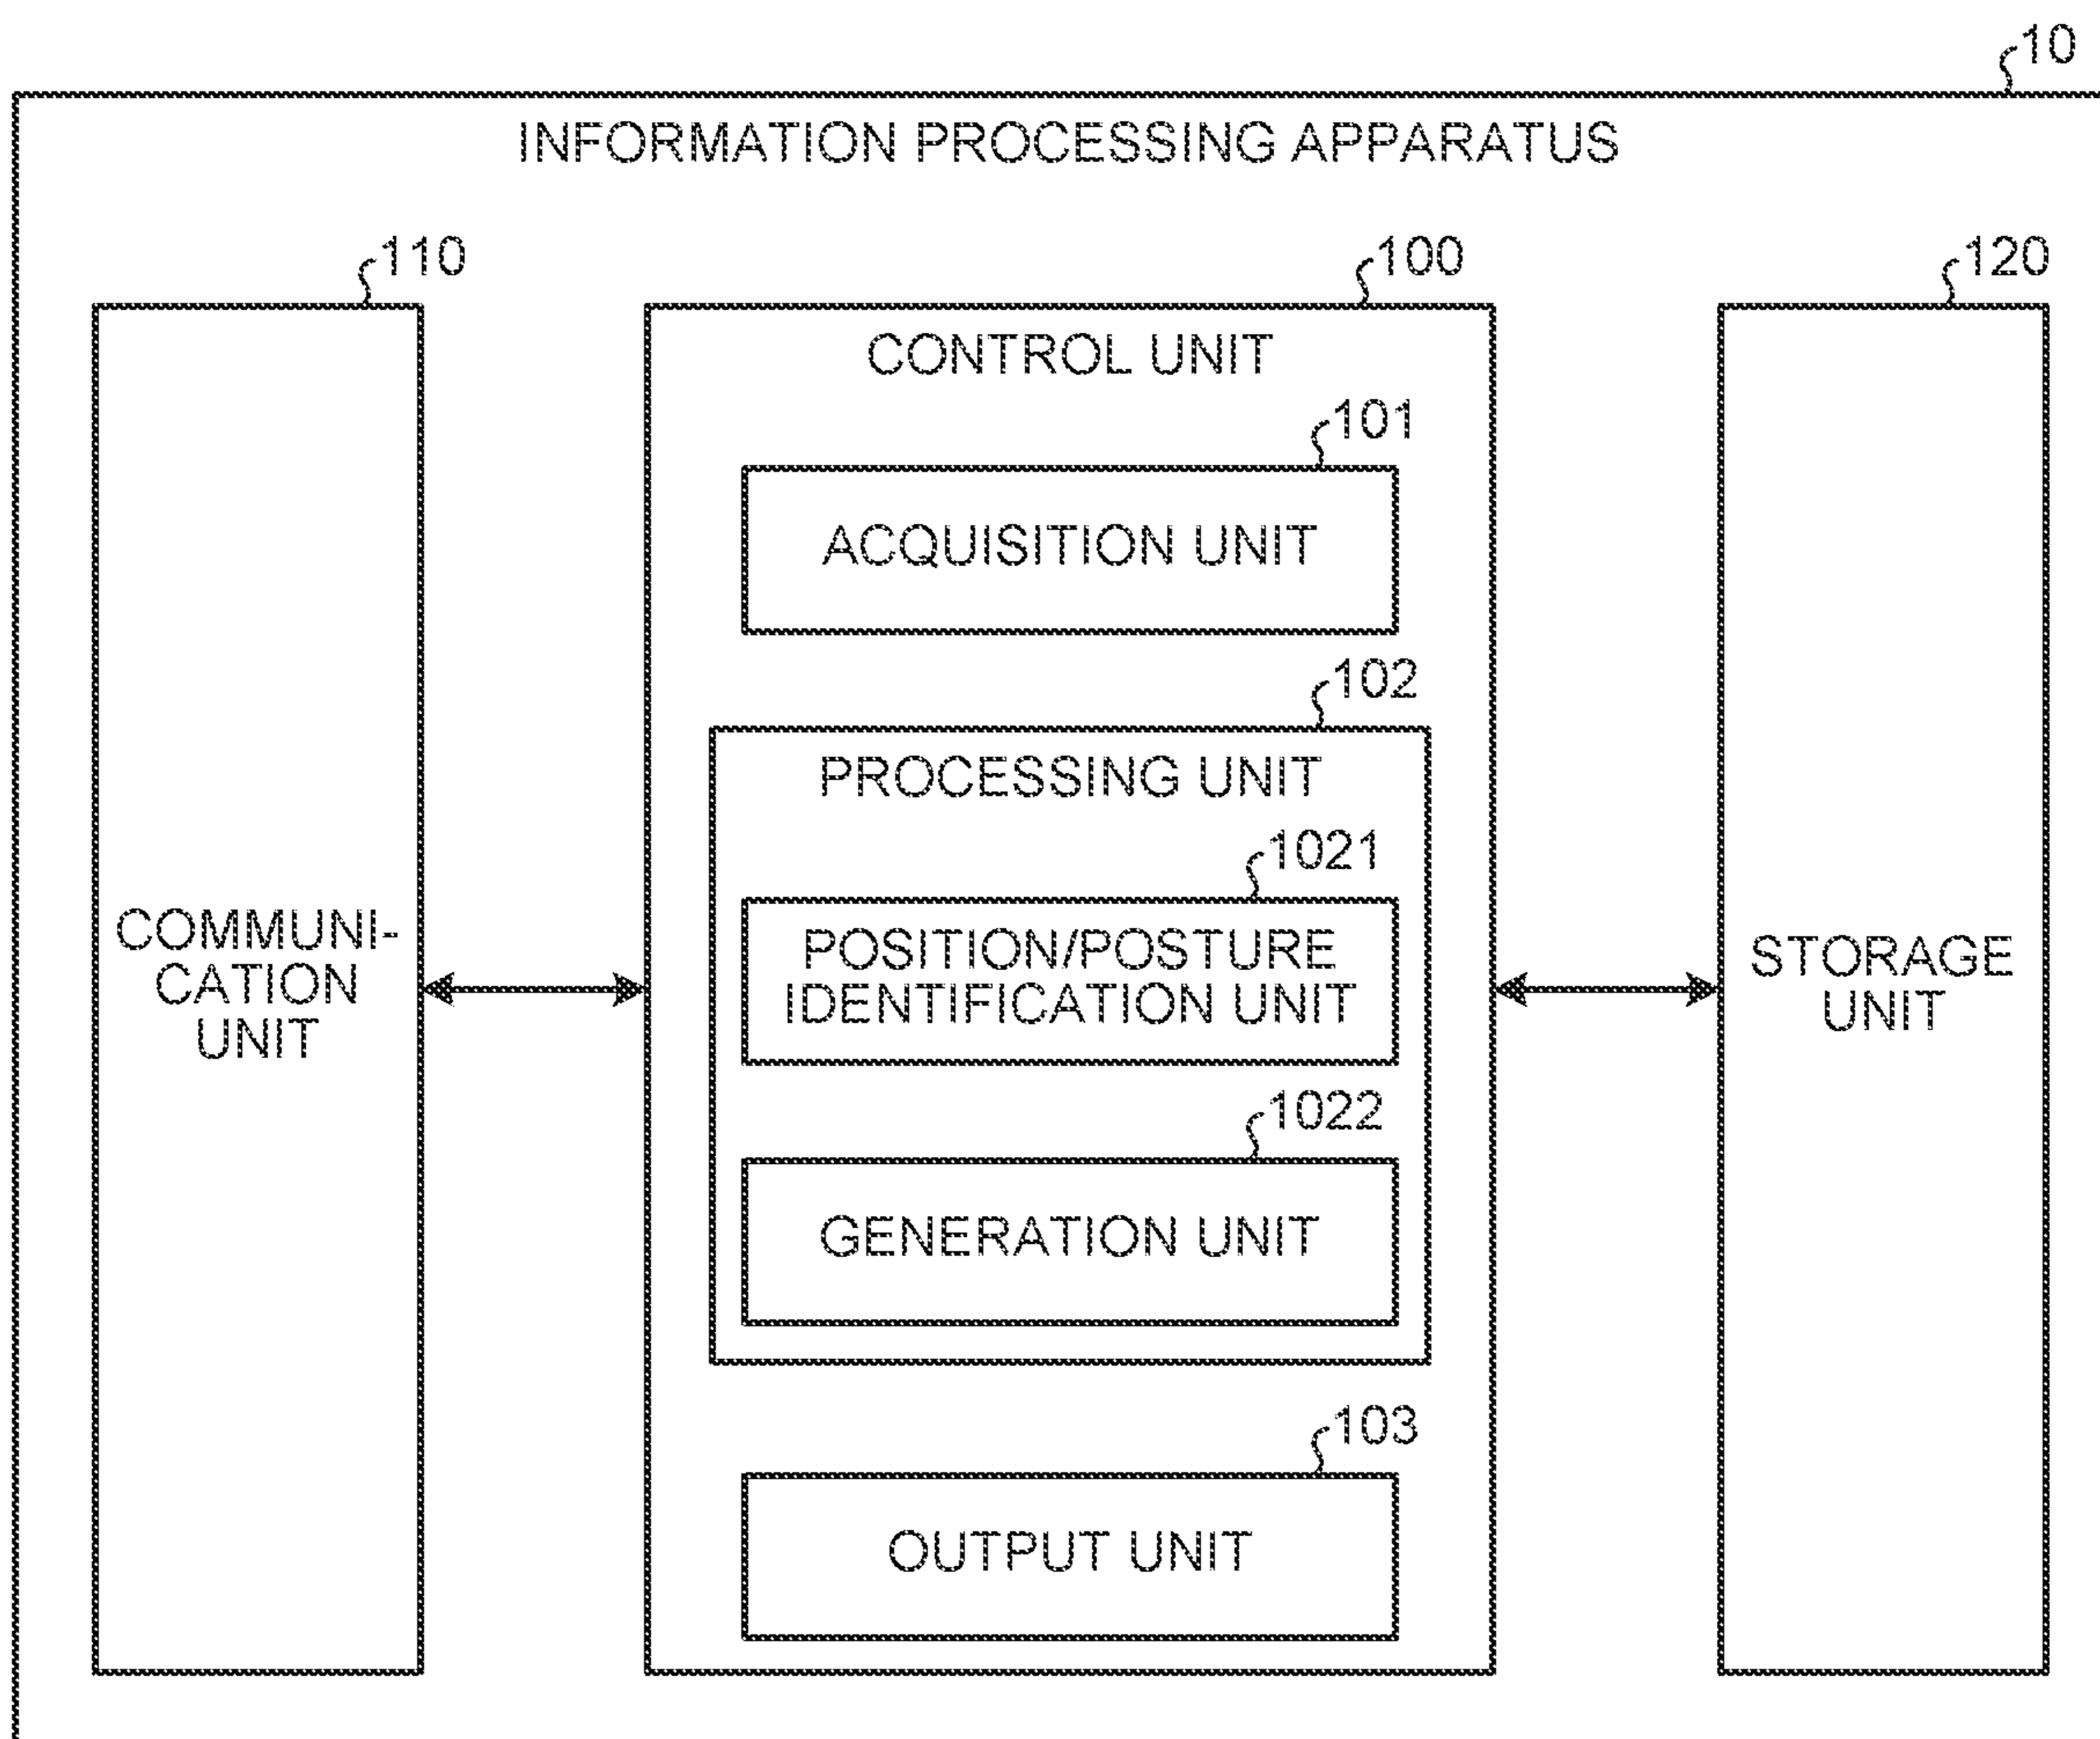 10
INFORMATION PROCESSING APPARATUS
110
100
120
CONTROL UNIT
101
ACQUISITION UNIT
102
PROCESSING UNIT
1021
POSITION/POSTURE
IDENTIFICATION UNIT
1022
GENERATION UNIT
103
OUTPUT UNIT
COMMUNI-
CATION
UNIT
STORAGE
UNIT